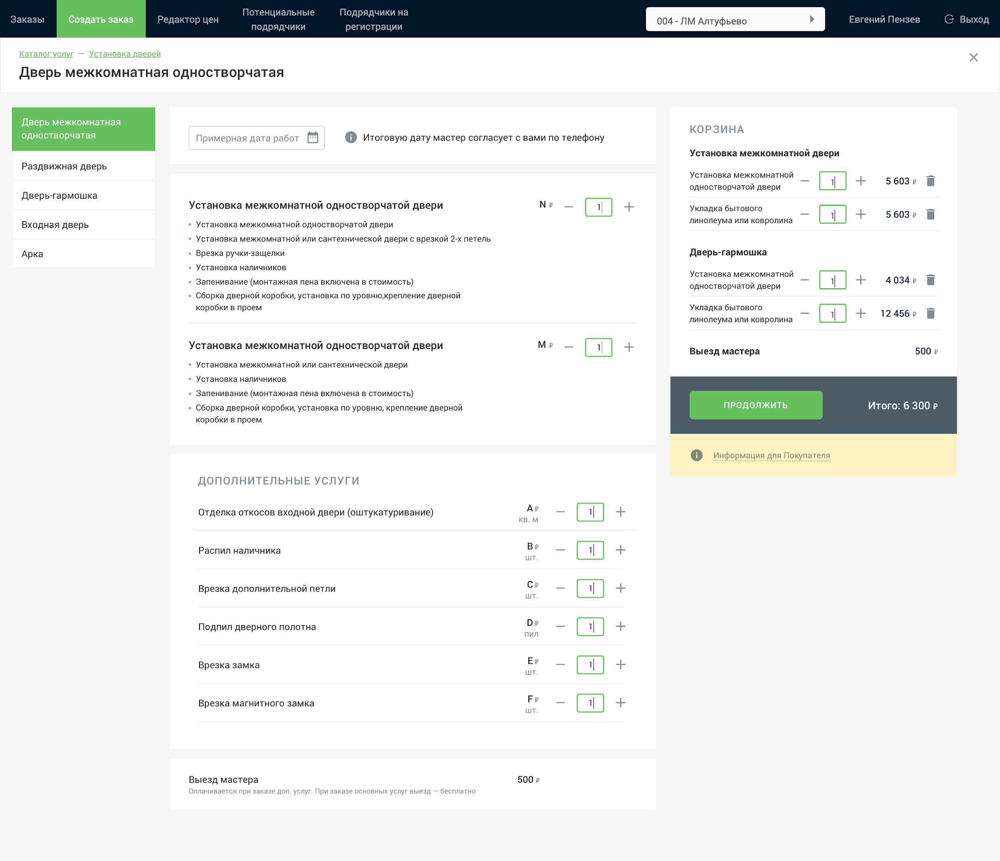 Заказы
Создать заказ
Редактор цен
Потенциальные
подрядчики
Подрядчики на
регистрации
004 - ЛМ Алтуфьево
Евгений Пензев
Выход
Каталог услуг — Установка дверей
Дверь межкомнатная одностворчатая
Дверь межкомнатная
одностворчатая
Раздвижная дверь
Дверь-гармошка
Входная дверь
Арка
Примерная дата работ
Итоговую дату мастер согласует с вами по телефону
Установка межкомнатной одностворчатой двери
N ₽
1
• Установка межкомнатной одностворчатой двери
• Установка межкомнатной или сантехнической двери с врезкой 2-х петель
• Врезка ручки-защелки
• Установка наличников
• Запенивание (монтажная пена включена в стоимость)
• Сборка дверной коробки, установка по уровню,крепление дверной
коробки в проем
Установка межкомнатной одностворчатой двери
M ₽
1
• Установка межкомнатной или сантехнической двери
• Установка наличников
• Запенивание (монтажная пена включена в стоимость)
• Сборка дверной коробки, установка по уровню, крепление дверной
коробки в проем
ДОПОЛНИТЕЛЬНЫЕ УСЛУГИ
Отделка откосов входной двери (оштукатуривание)
A ₽
кв. м
1
Распил наличника
B ₽
шт.
1
Врезка дополнительной петли
C ₽
шт.
1
Подпил дверного полотна
D ₽
пил
1
Врезка замка
E ₽
шт.
1
Врезка магнитного замка
F ₽
шт.
1
Выезд мастера
500 ₽
Оплачивается при заказе доп. услуг. При заказе основных услуг выезд — бесплатно
КОРЗИНА
Установка межкомнатной двери
Установка межкомнатной
одностворчатой двери
1
5 603 ₽
Укладка бытового
линолеума или ковролина
1
5 603 ₽
Дверь-гармошка
Установка межкомнатной
одностворчатой двери
1
4 034 ₽
Укладка бытового
линолеума или ковролина
1
12 456 ₽
Выезд мастера
500 ₽
ПРОДОЛЖИТЬ
Итого: 6 300 ₽
Информация для Покупателя